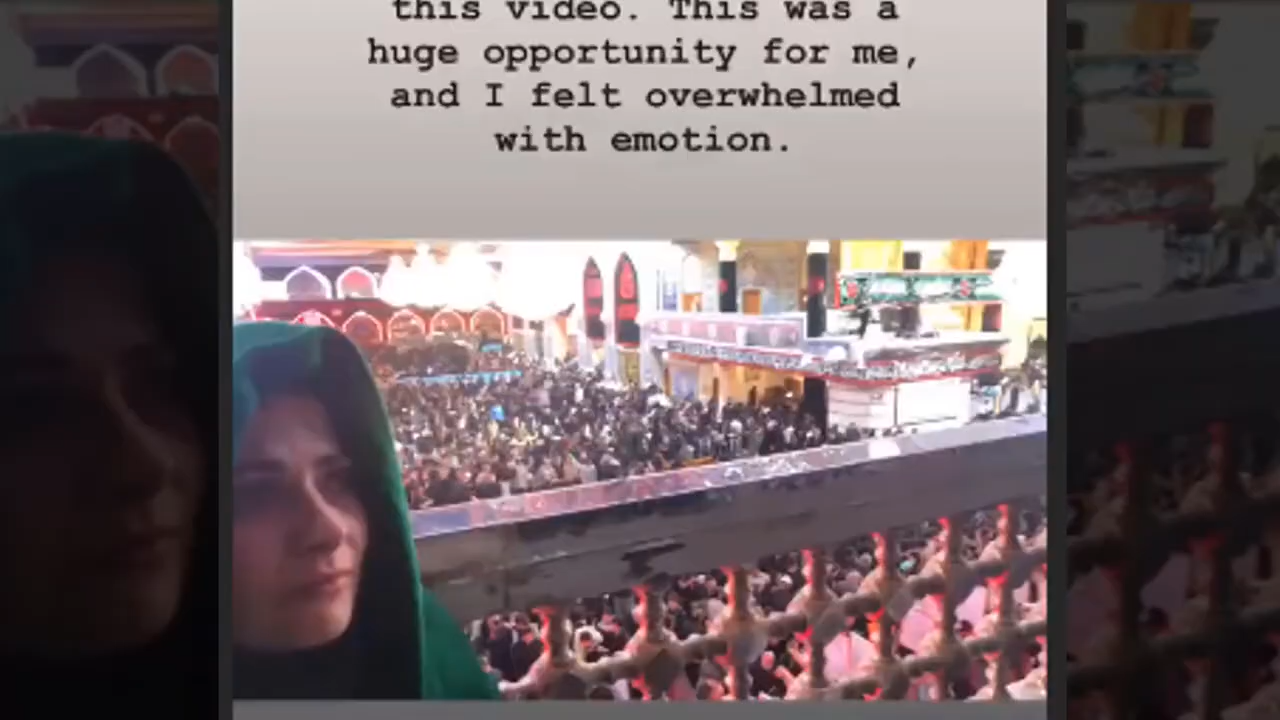 this video. This was a
huge opportunity for me,
and I felt overwhelmed
with emotion.